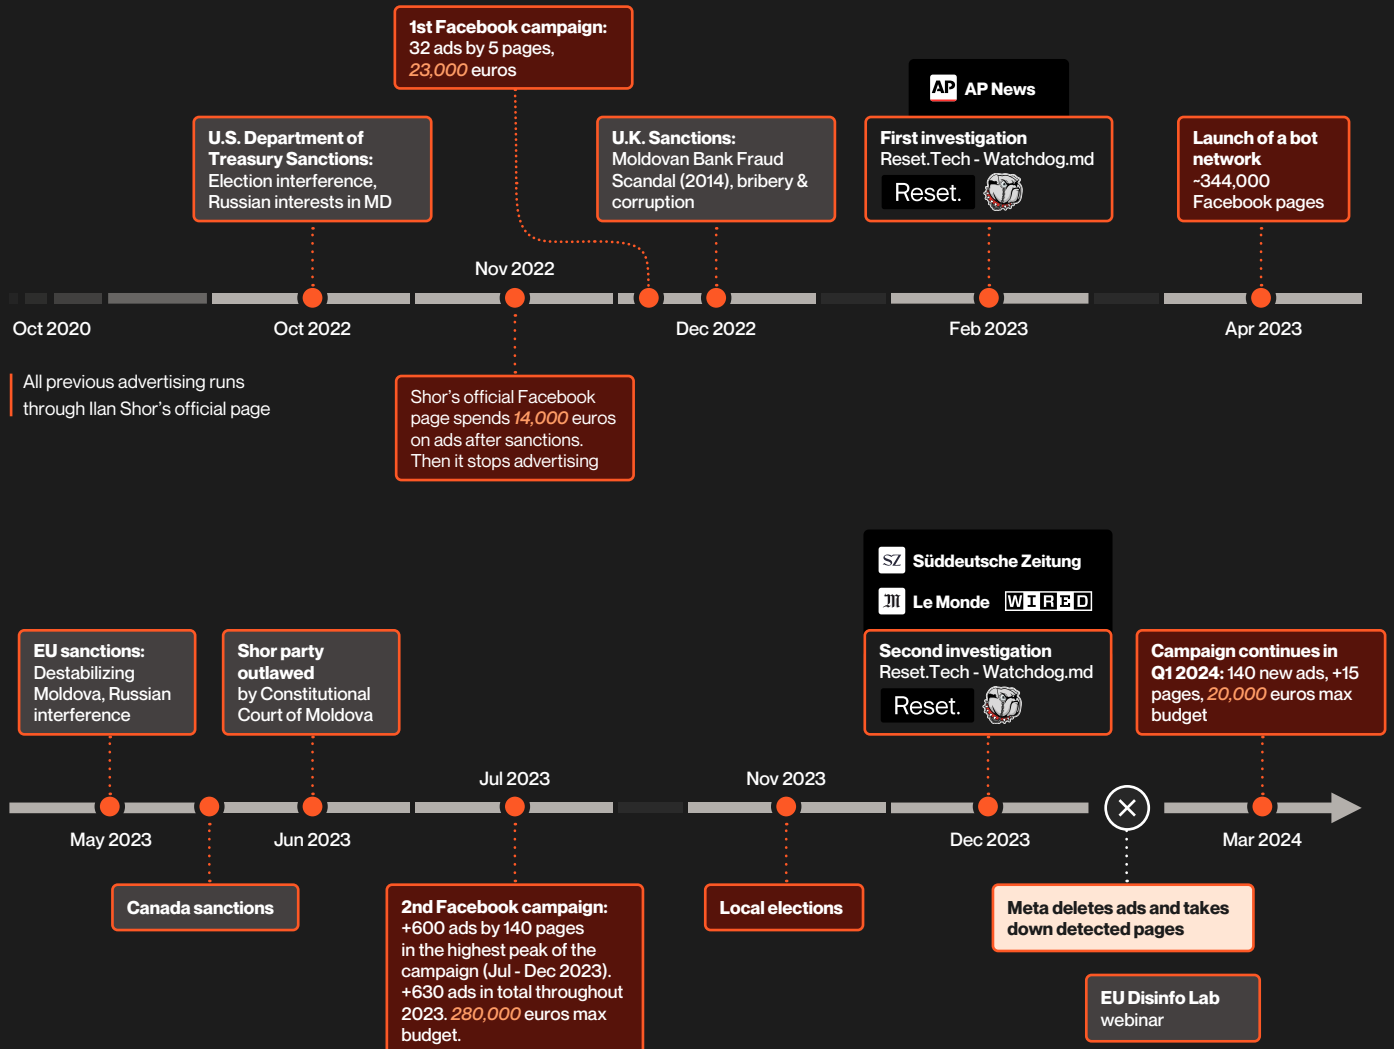 1st Facebook campaign:
32 ads by 5 pages,
23,000 euros
AP AP News
U.S. Department of
Treasury Sanctions:
Election interference,
Russian interests in MD
U.K. Sanctions:
Moldovan Bank Fraud
Scandal (2014), bribery &
corruption
First investigation
Reset.Tech - Watchdog.md
Reset.
Launch of a bot
network
~344,000
Facebook pages
Nov 2022
Oct 2020
Oct 2022
Dec 2022
Feb 2023
Apr 2023
All previous advertising runs
through Ilan Shor's official page
Shor's official Facebook
page spends 14,000 euros
on ads after sanctions.
Then it stops advertising
SZ Süddeutsche Zeitung
M Le Monde WIRED
EU sanctions:
Destabilizing
Moldova, Russian
interference
Shor party
outlawed
by Constitutional
Court of Moldova
Second investigation
Reset.Tech - Watchdog.md
Reset.
Campaign continues in
Q1 2024: 140 new ads, +15
pages, 20,000 euros max
budget
Jul 2023
Nov 2023
May 2023
Jun 2023
Dec 2023
Mar 2024
Canada sanctions
2nd Facebook campaign:
+600 ads by 140 pages
in the highest peak of the
campaign (Jul - Dec 2023).
+630 ads in total throughout
2023. 280,000 euros max
budget.
Local elections
Meta deletes ads and takes
down detected pages
EU Disinfo Lab
webinar